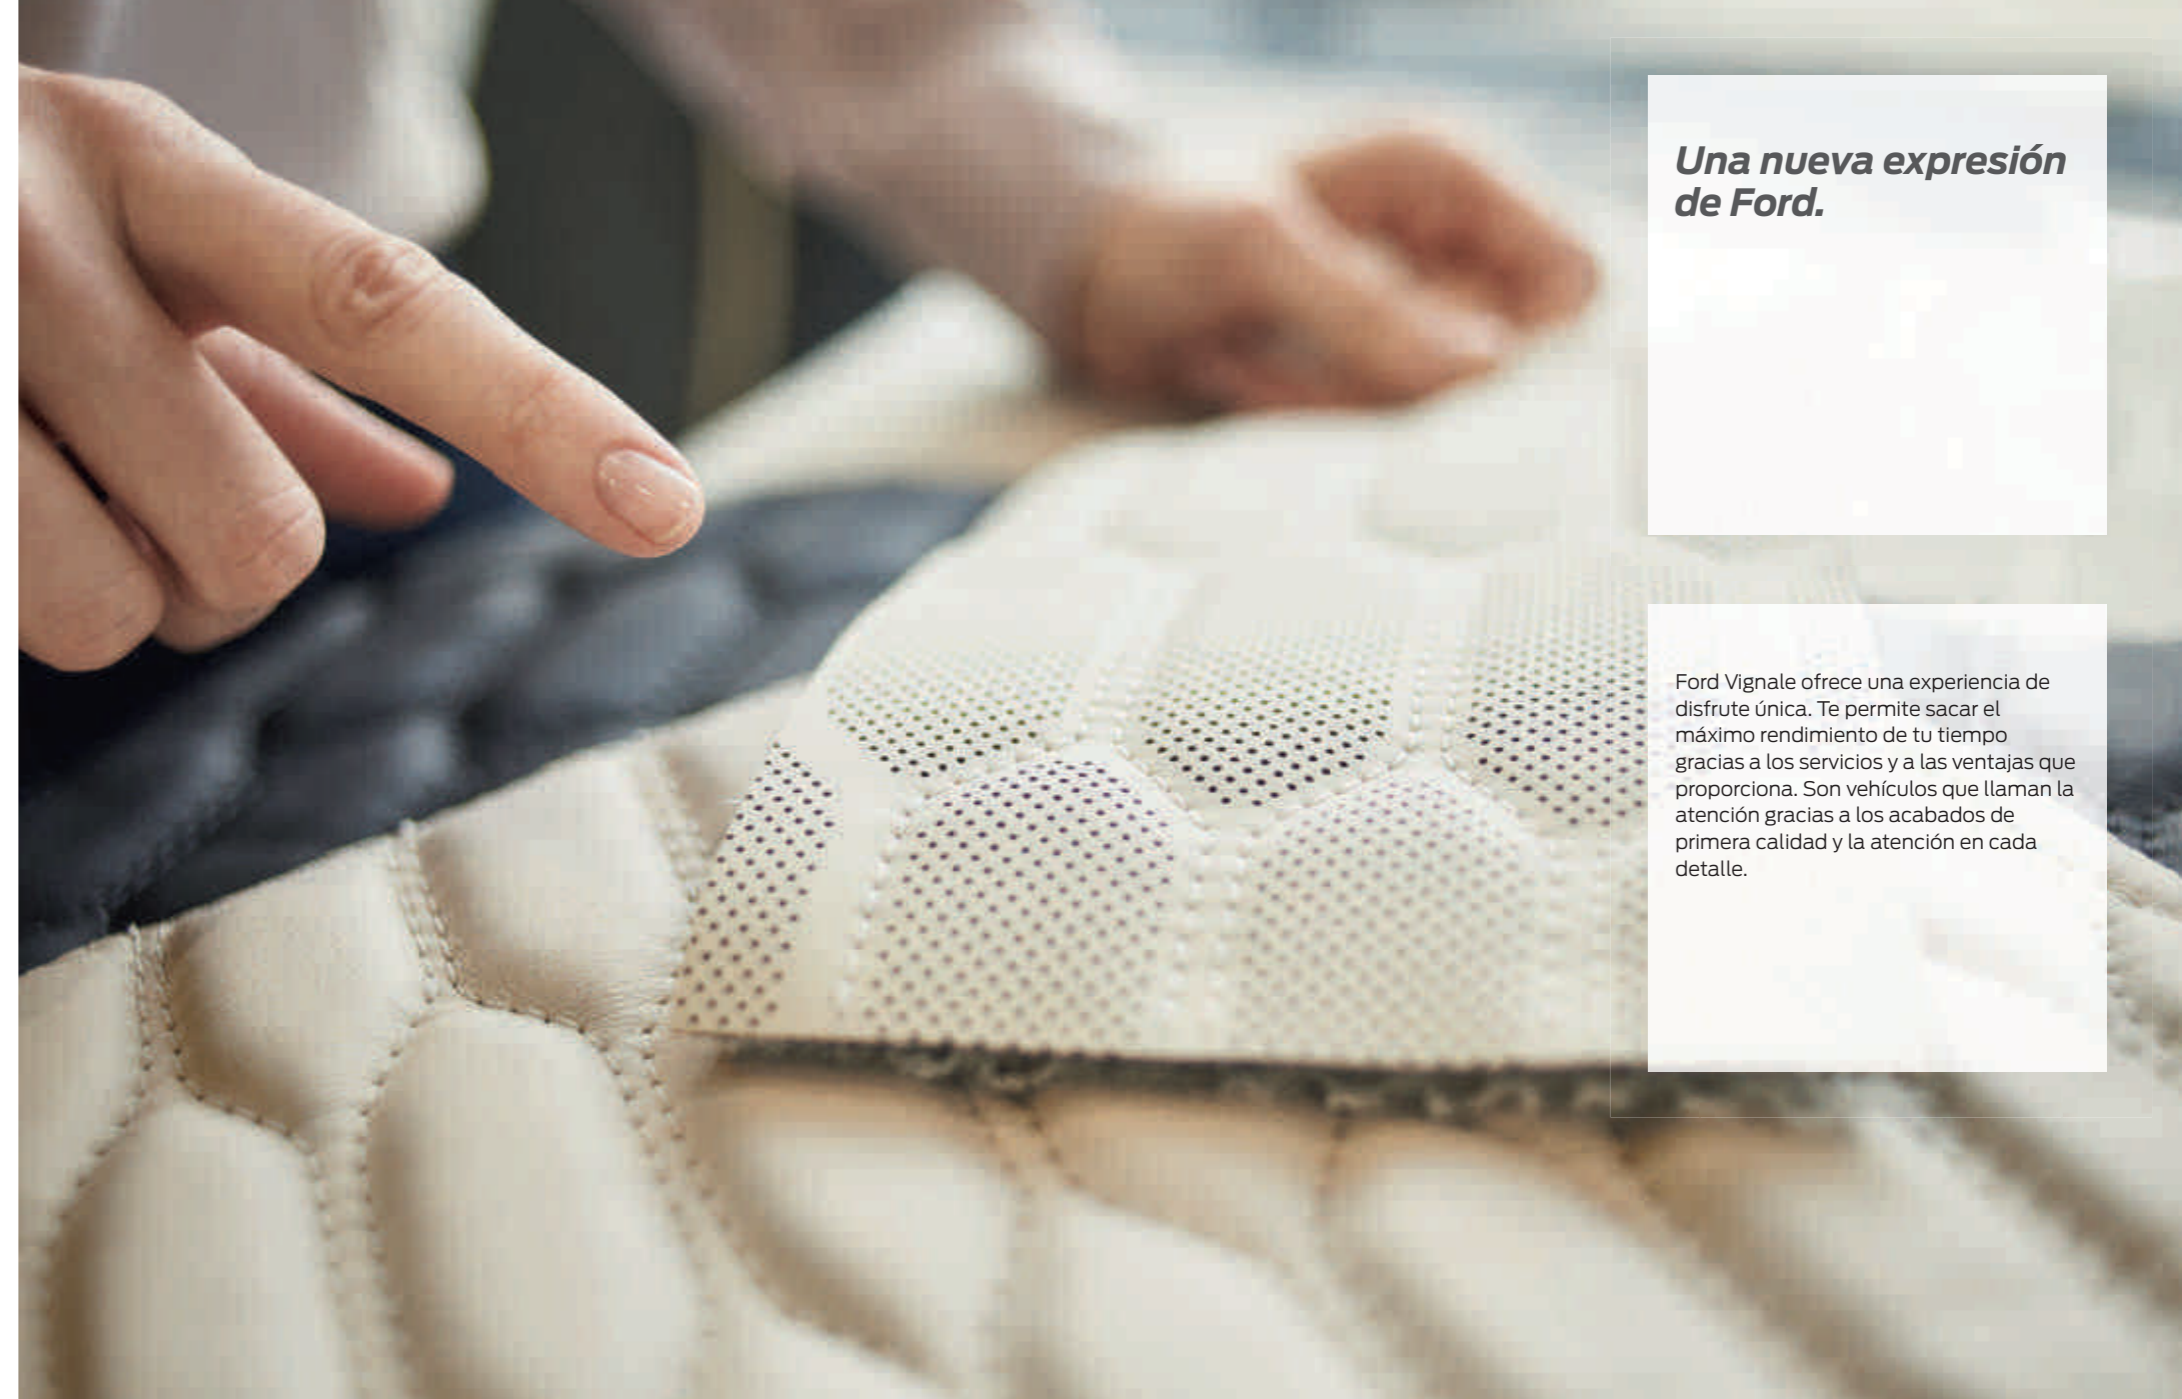 Una nueva expresión
de Ford.
Ford Vignale ofrece una experiencia de
disfrute única. Te permite sacar el
máximo rendimiento de tu tiempo
gracias a los servicios y a las ventajas que
proporciona. Son vehículos que llaman la
atención gracias a los acabados de
primera calidad y la atención en cada
detalle.